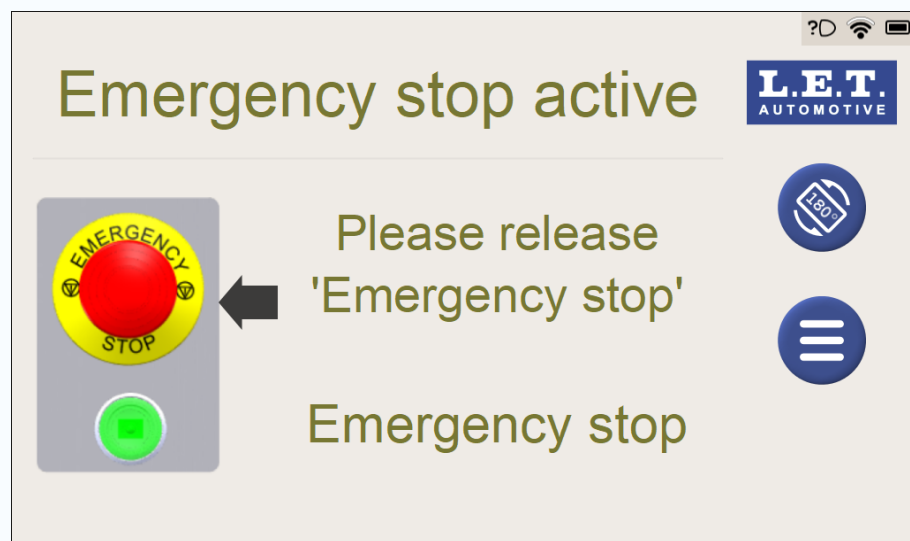 ?
Emergency stop active
L.E.T.
AUTOMOTIVE
180°
EMERGENCY
STOP
Please release
'Emergency stop'
Emergency stop